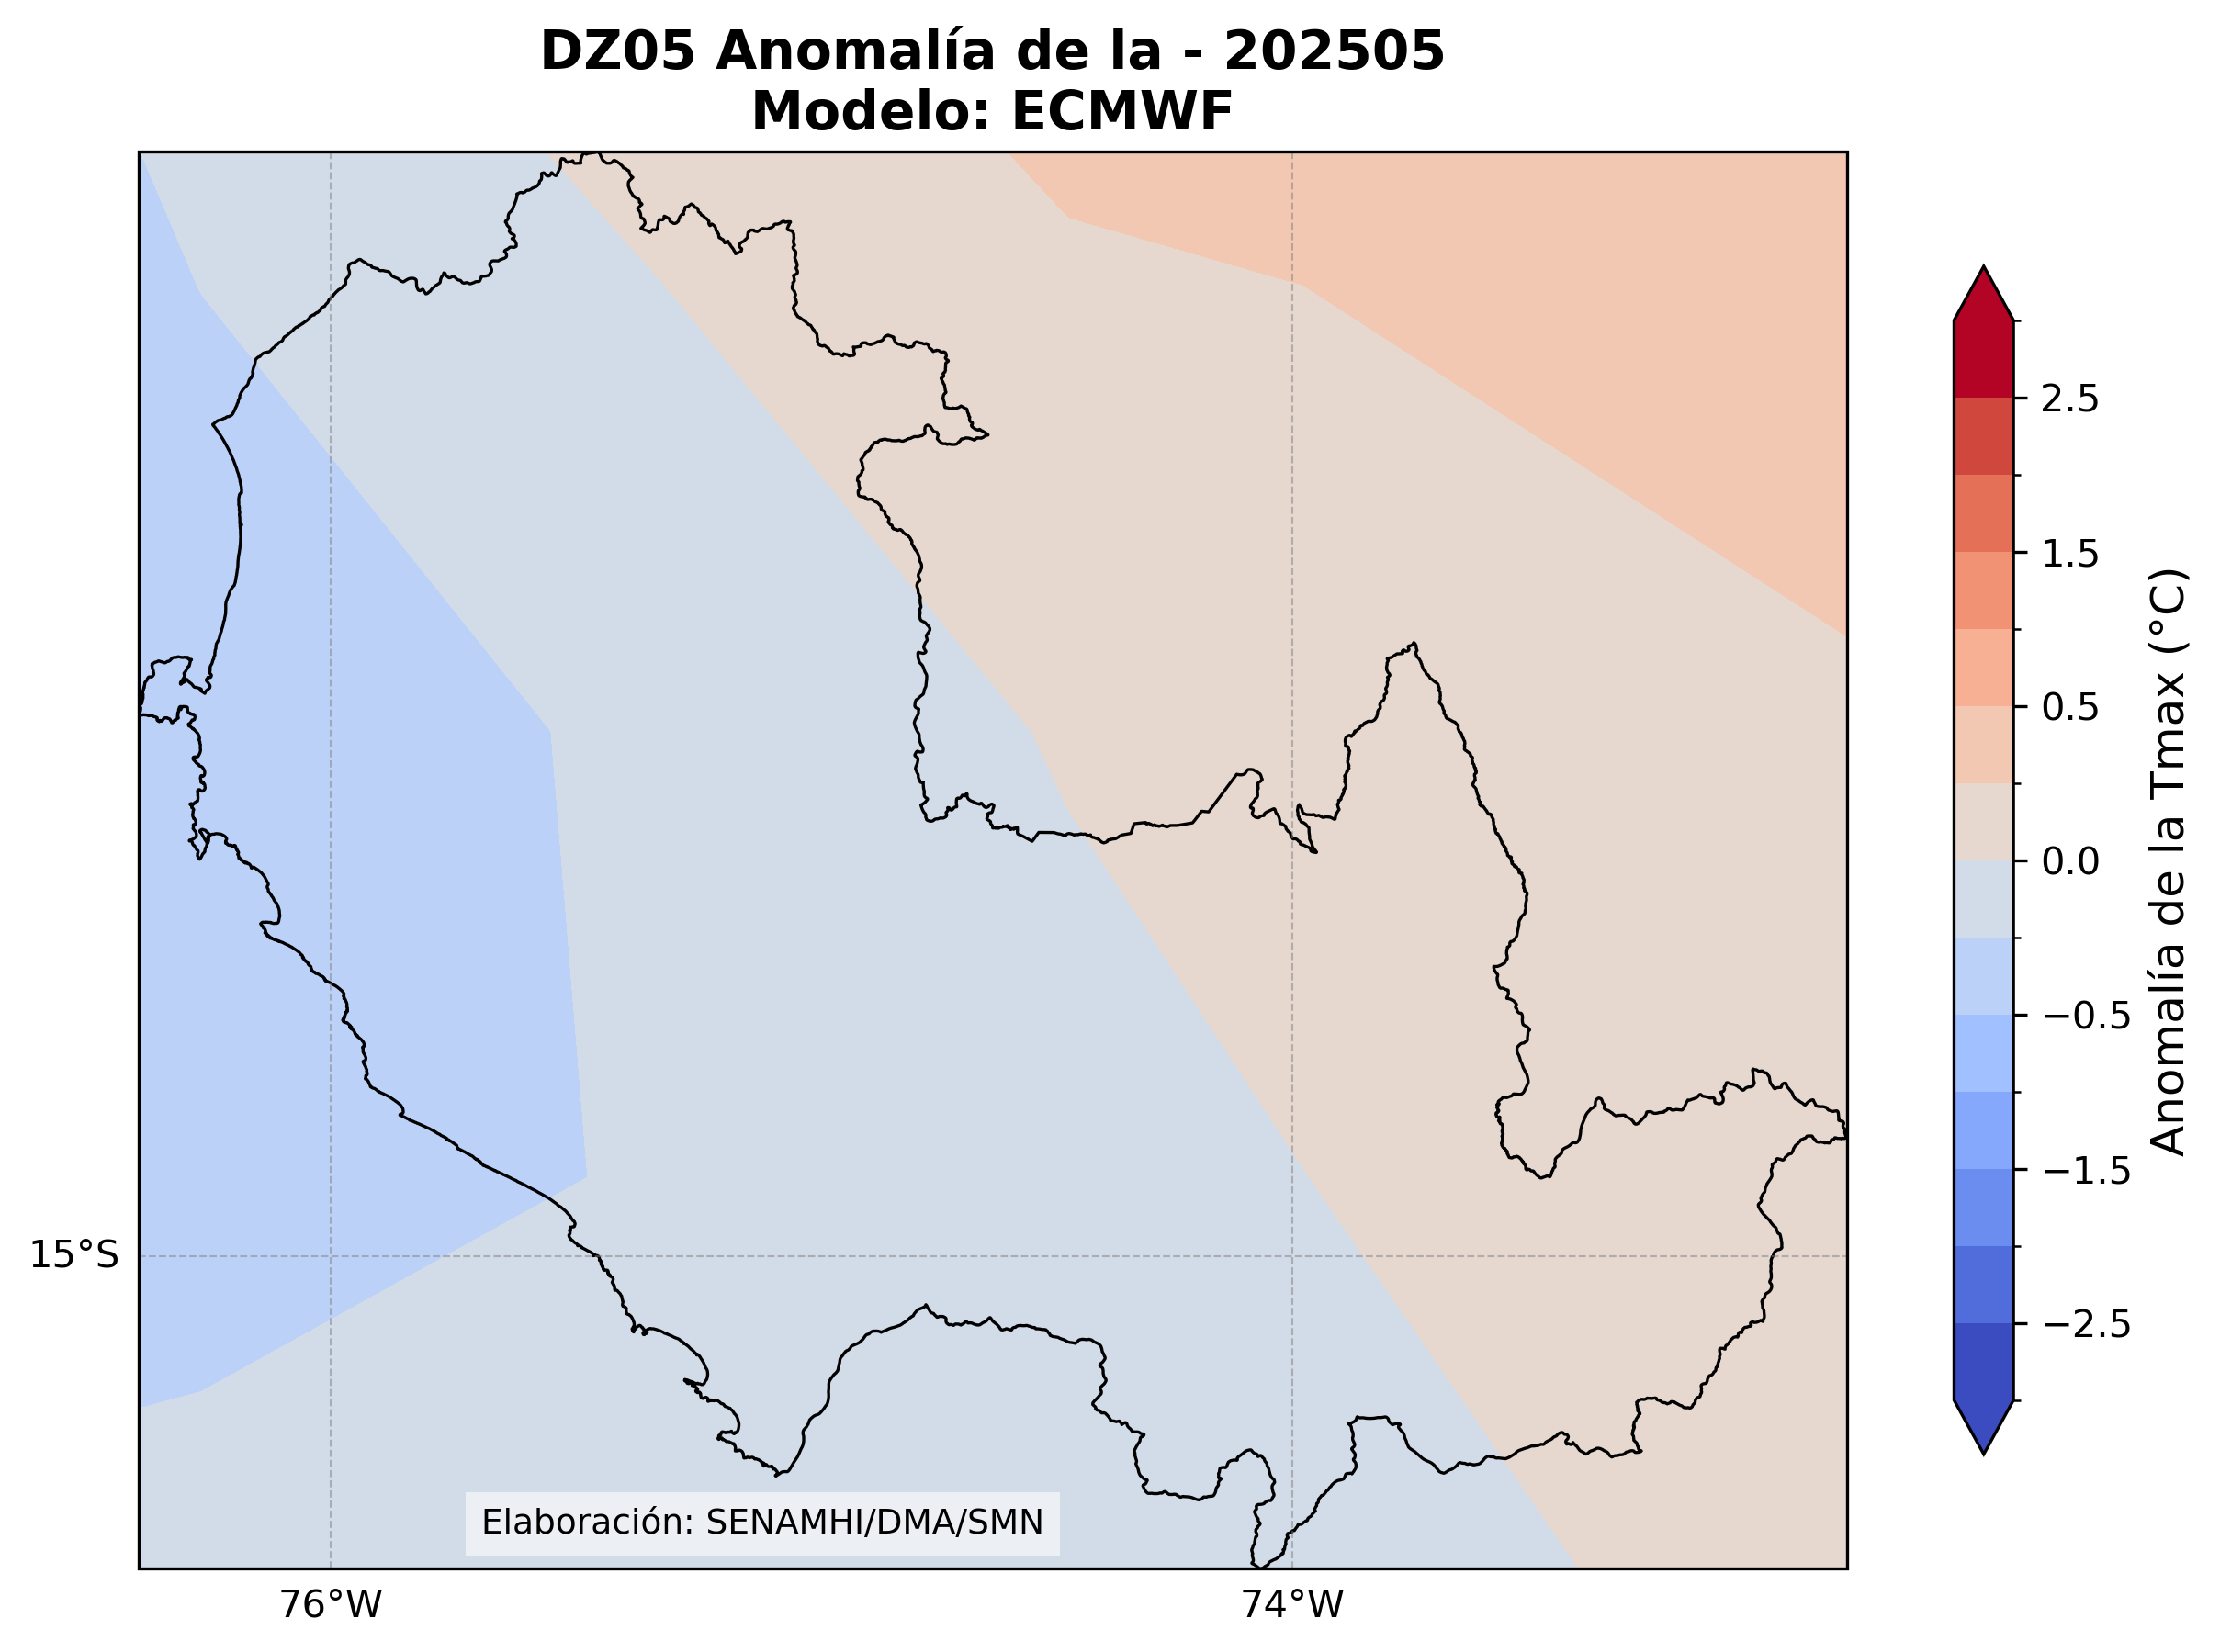 DZ05 Anomalía de la - 202505
Modelo: ECMWF
2.5
1.5
0.5
0.0
−0.5
−1.5
−2.5
Anomalía de la Tmax (°C)
15°S
Elaboración: SENAMHI/DMA/SMN
76°W
74°W